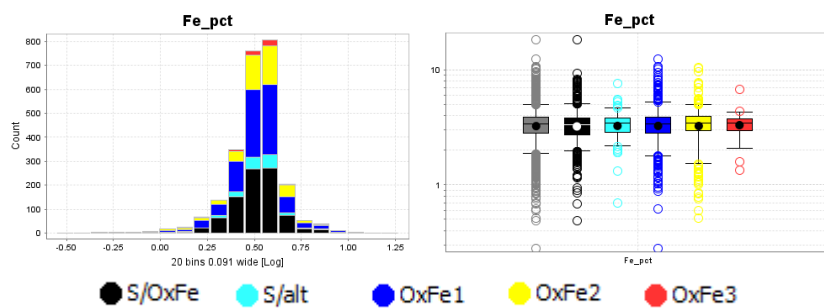 Fe_pct
800
700
600
500
400
300
200
100
0
Count
-0.50 -0.25 0.00 0.25 0.50 0.75 1.00 1.25
20 bins 0.091 wide [Log]
Fe_pct
10
1
Fe_pct
S/OxFe S/alt OxFe1 OxFe2 OxFe3